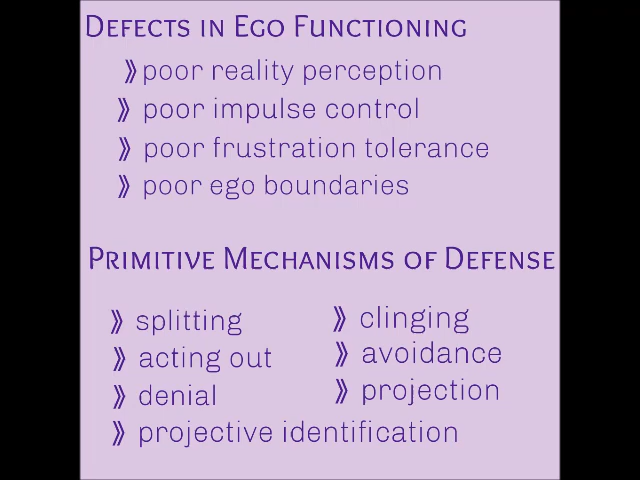 DEFECTS IN EGO FUNCTIONING
⟫ poor reality perception
⟫ poor impulse control
⟫ poor frustration tolerance
⟫ poor ego boundaries
PRIMITIVE MECHANISMS OF DEFENSE
⟫ splitting ⟫ clinging
⟫ acting out ⟫ avoidance
⟫ denial ⟫ projection
⟫ projective identification